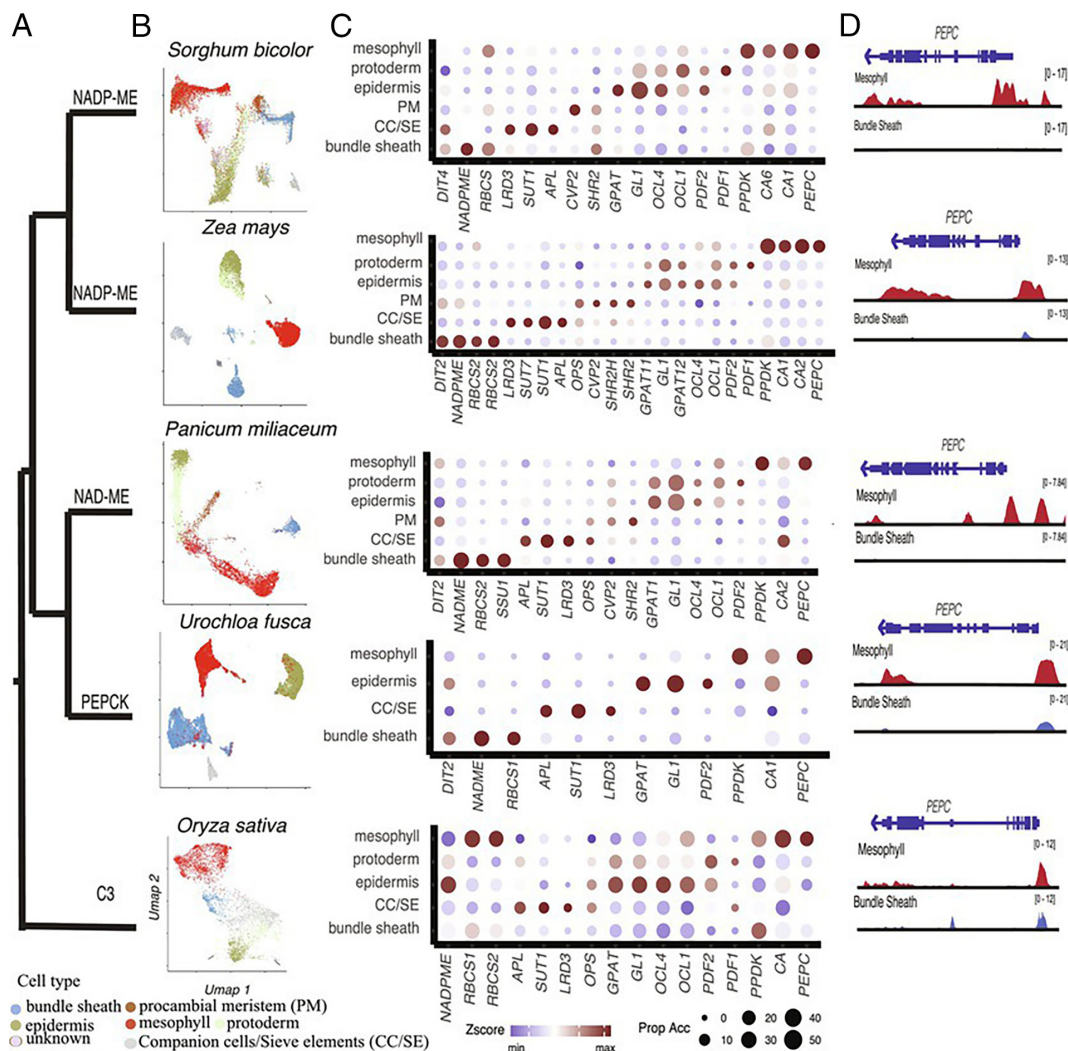 A
B
C
D
NADP-ME
NADP-ME
NAD-ME
PEPCK
C3
Sorghum bicolor
Zea mays
Panicum miliaceum
Urochloa fusca
Oryza sativa
Umap 2
Umap 1
mesophyll
protoderm
epidermis
PM
CC/SE
bundle sheath
DIT4 NADPME RBCS LRD3 SUT1 APL CVP2 SHR2 GPAT GL1 OCL4 OCL1 PDF2 PDF1 PPDK CA6 CA1 PEPC
mesophyll
protoderm
epidermis
PM
CC/SE
bundle sheath
DIT2 NADPME RBCS2 RBCS2 LRD3 SUT7 SUT1 APL OPS CVP2 SHR2H SHR2 GPAT11 GL1 GPAT12 OCL4 OCL1 PDF2 PDF1 PPDK CA1 CA2 PEPC
mesophyll
protoderm
epidermis
PM
CC/SE
bundle sheath
DIT2 NADME RBCS2 SSU1 APL SUT1 LRD3 OPS CVP2 SHR2 GPAT1 GL1 OCL4 OCL1 PDF2 PPDK CA2 PEPC
mesophyll
epidermis
CC/SE
bundle sheath
DIT2 NADME RBCS1 APL SUT1 LRD3 GPAT GL1 PDF2 PPDK CA1 PEPC
mesophyll
protoderm
epidermis
CC/SE
bundle sheath
NADPME RBCS1 RBCS2 APL SUT1 LRD3 OPS GPAT GL1 OCL4 OCL1 PDF2 PDF1 PPDK CA PEPC
PEPC
Mesophyll
[0 - 17]
Bundle Sheath
[0 - 17]
PEPC
Mesophyll
[0 - 13]
Bundle Sheath
[0 - 13]
PEPC
Mesophyll
[0 - 7.84]
Bundle Sheath
[0 - 7.84]
PEPC
Mesophyll
[0 - 21]
Bundle Sheath
[0 - 21]
PEPC
Mesophyll
[0 - 12]
Bundle Sheath
[0 - 12]
Cell type
bundle sheath
procambial meristem (PM)
epidermis
mesophyll
protoderm
unknown
Companion cells/Sieve elements (CC/SE)
Zscore
min
max
Prop Acc
0
20
40
10
30
50